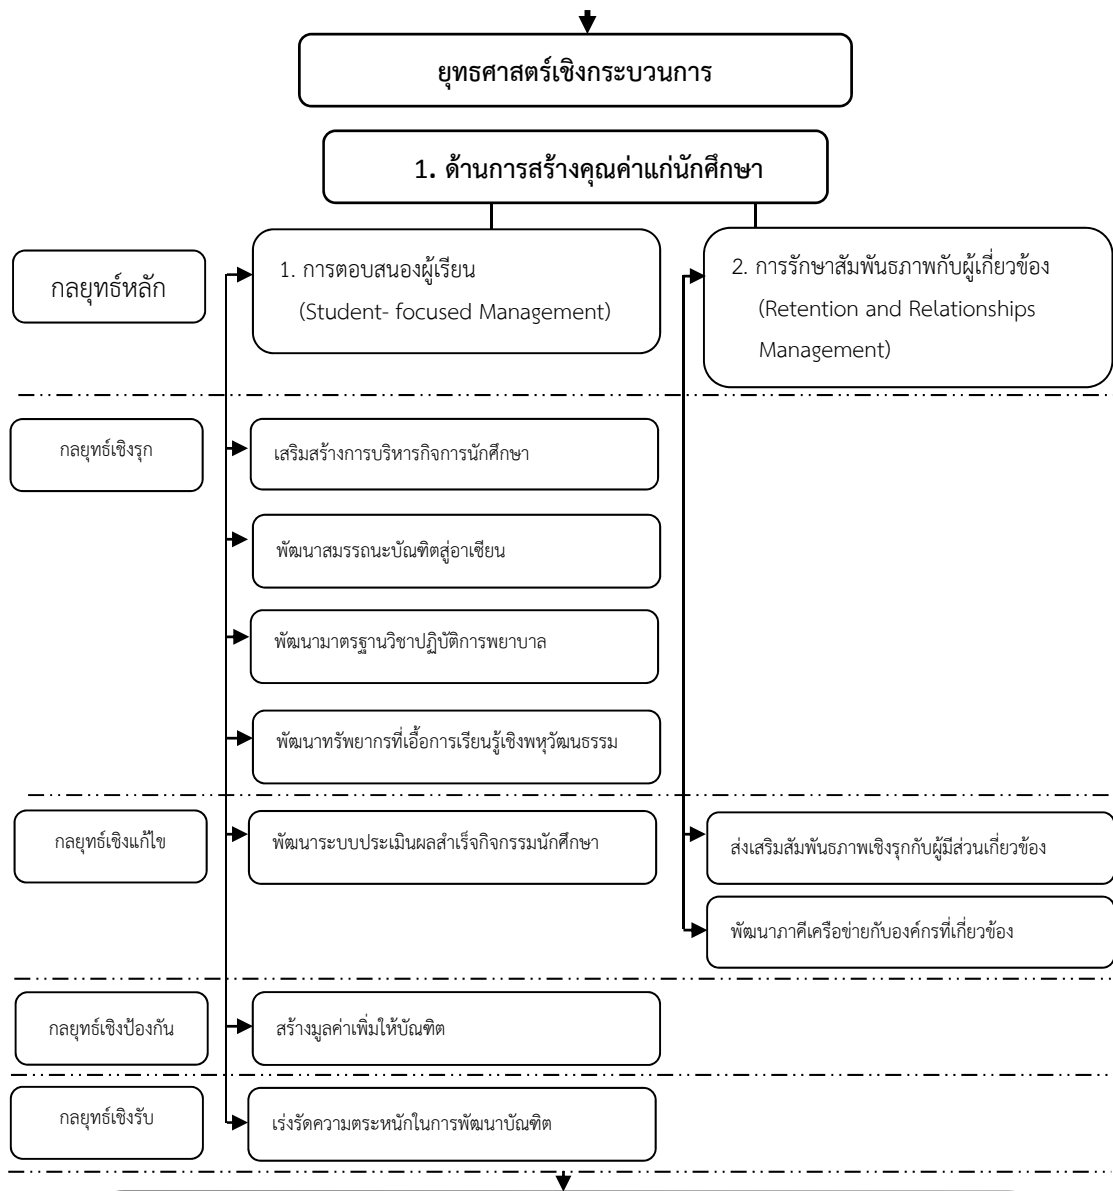 ยุทธศาสตร์เชิงกระบวนการ
1. ด้านการสร้างคุณค่าแก่นักศึกษา
กลยุทธ์หลัก
1. การตอบสนองผู้เรียน
(Student- focused Management)
2. การรักษาสัมพันธภาพกับผู้เกี่ยวข้อง
(Retention and Relationships
Management)
กลยุทธ์เชิงรุก
เสริมสร้างการบริหารกิจการนักศึกษา
พัฒนาสมรรถนะบัณฑิตสู่อาเซียน
พัฒนามาตรฐานวิชาปฏิบัติการพยาบาล
พัฒนาทรัพยากรที่เอื้อการเรียนรู้เชิงพหุวัฒนธรรม
กลยุทธ์เชิงแก้ไข
พัฒนาระบบประเมินผลสำเร็จกิจกรรมนักศึกษา
ส่งเสริมสัมพันธภาพเชิงรุกกับผู้มีส่วนเกี่ยวข้อง
พัฒนาภาคีเครือข่ายกับองค์กรที่เกี่ยวข้อง
กลยุทธ์เชิงป้องกัน
สร้างมูลค่าเพิ่มให้บัณฑิต
กลยุทธ์เชิงรับ
เร่งรัดความตระหนักในการพัฒนาบัณฑิต